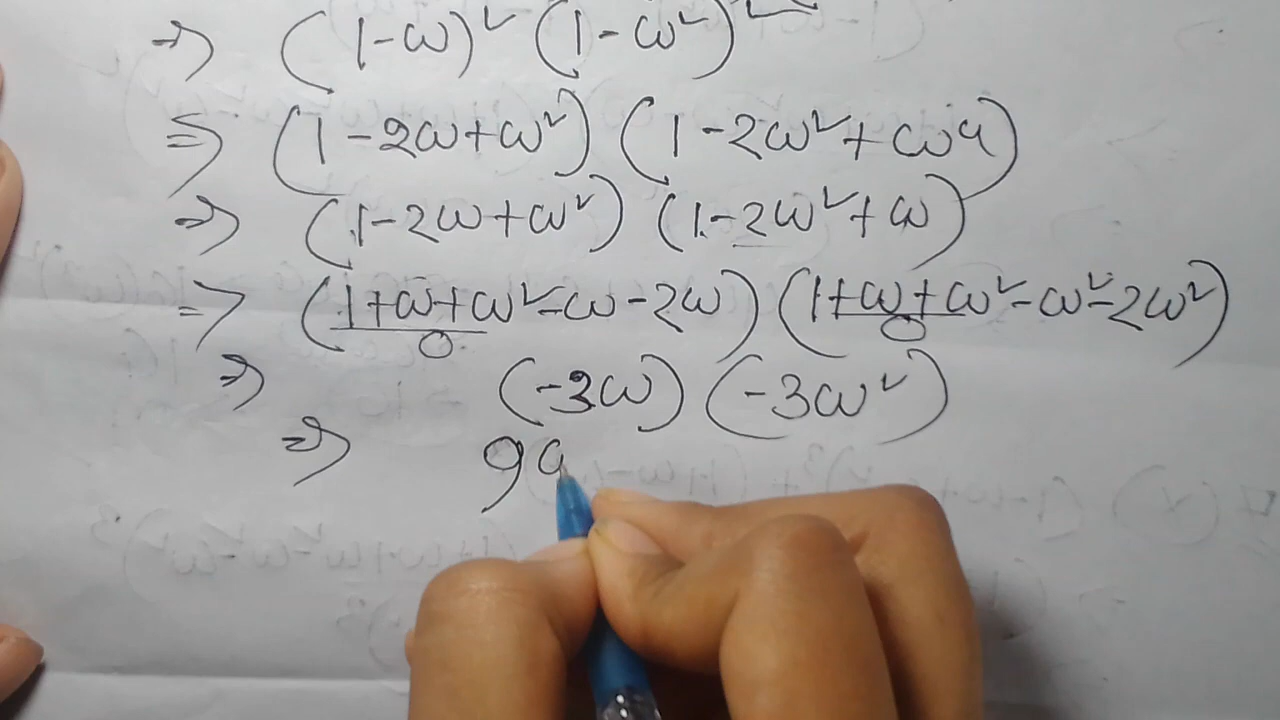 ⇒ (1-ω)² (1-ω²)²
⇒ (1-2ω+ω²) (1-2ω²+ω4)
⇒ (1-2ω+ω²) (1-2ω²+ω)
⇒ (1+ω+ω²-ω-2ω) (1+ω+ω²-ω²-2ω²)
0 0
⇒ (-3ω) (-3ω²)
⇒ 9